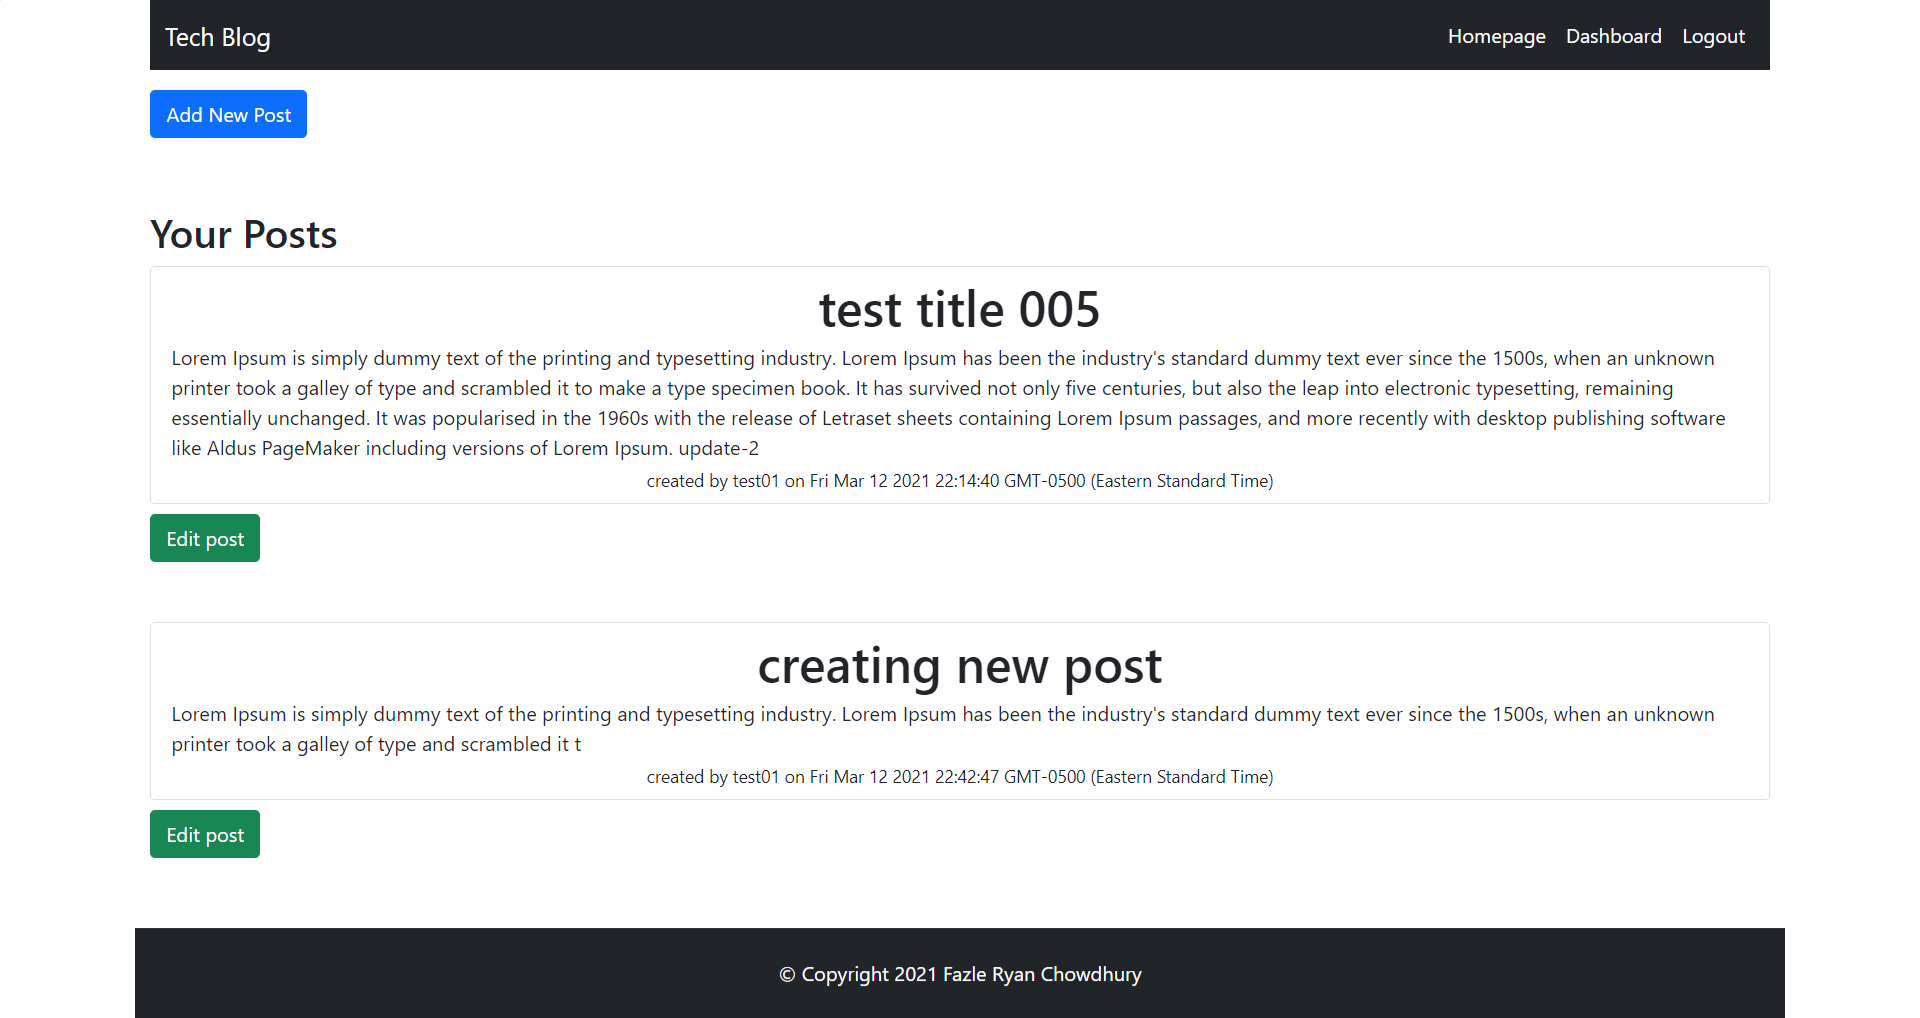 Tech Blog
Homepage Dashboard Logout
Add New Post
Your Posts
test title 005
Lorem Ipsum is simply dummy text of the printing and typesetting industry. Lorem Ipsum has been the industry's standard dummy text ever since the 1500s, when an unknown
printer took a galley of type and scrambled it to make a type specimen book. It has survived not only five centuries, but also the leap into electronic typesetting, remaining
essentially unchanged. It was popularised in the 1960s with the release of Letraset sheets containing Lorem Ipsum passages, and more recently with desktop publishing software
like Aldus PageMaker including versions of Lorem Ipsum. update-2
created by test01 on Fri Mar 12 2021 22:14:40 GMT-0500 (Eastern Standard Time)
Edit post
creating new post
Lorem Ipsum is simply dummy text of the printing and typesetting industry. Lorem Ipsum has been the industry's standard dummy text ever since the 1500s, when an unknown
printer took a galley of type and scrambled it t
created by test01 on Fri Mar 12 2021 22:42:47 GMT-0500 (Eastern Standard Time)
Edit post
© Copyright 2021 Fazle Ryan Chowdhury